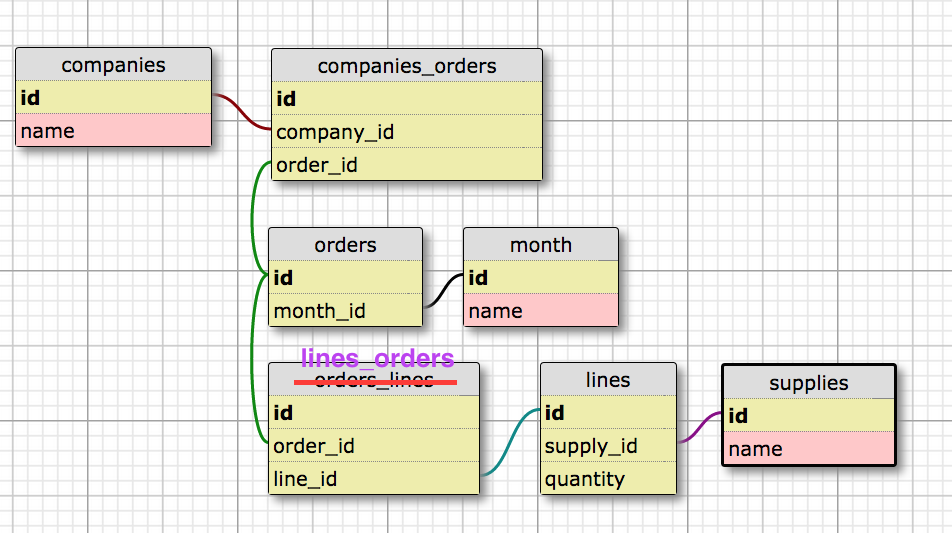 companies
id
name
companies_orders
id
company_id
order_id
orders
id
month_id
month
id
name
lines_orders
orders_lines
id
order_id
line_id
lines
id
supply_id
quantity
supplies
id
name